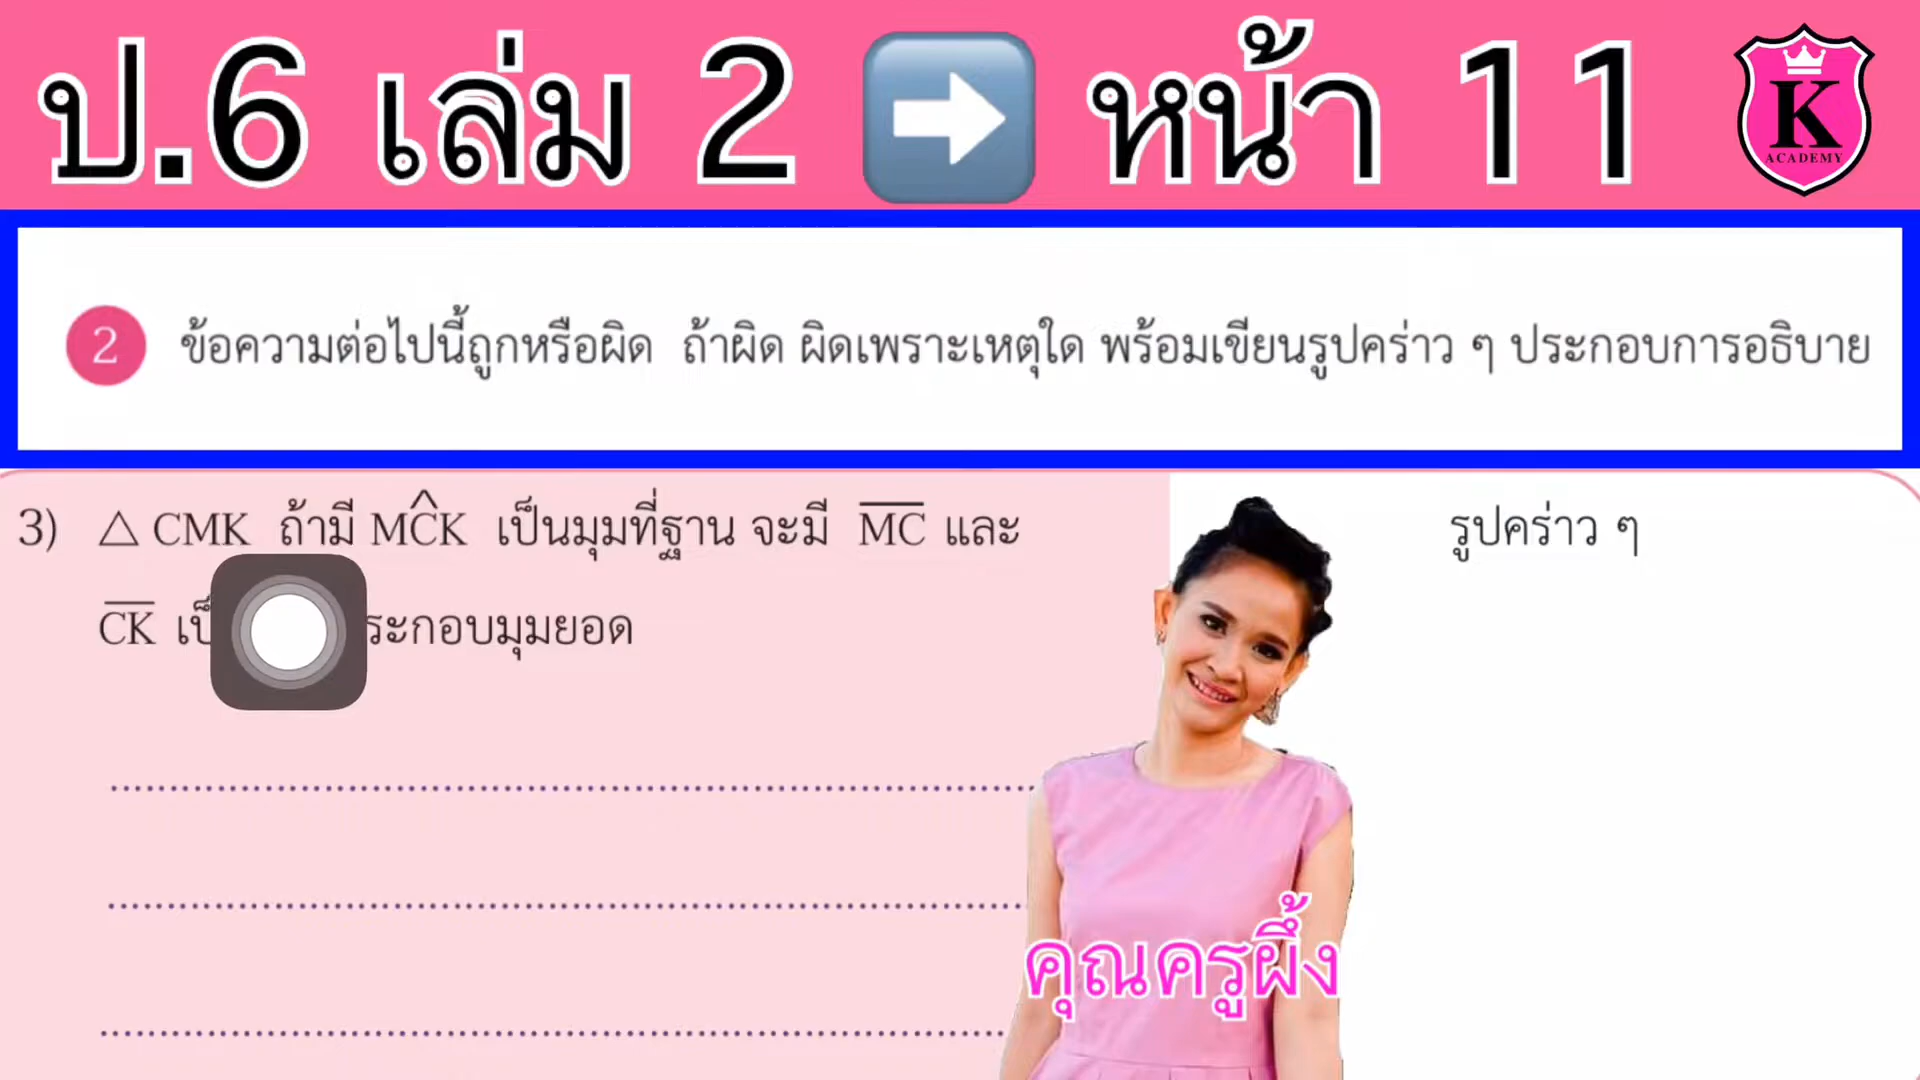 ป.6 เล่ม 2 ➡ หน้า 11
K
ACADEMY
2 ข้อความต่อไปนี้ถูกหรือผิด ถ้าผิด ผิดเพราะเหตุใด พร้อมเขียนรูปคร่าว ๆ ประกอบการอธิบาย
3) △ CMK ถ้ามี MĈK เป็นมุมที่ฐาน จะมี M̅C̅ และ
รูปคร่าว ๆ
C̅K̅ ระกอบมุมยอด
คุณครูผึ้ง